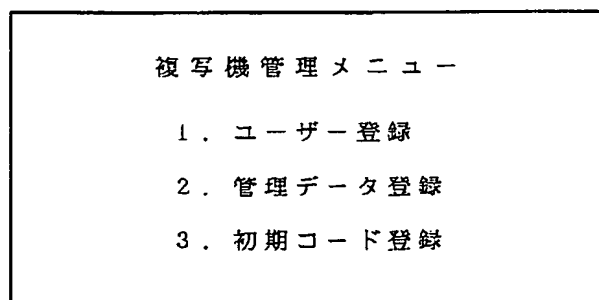 複写機管理メニュー
1．ユーザー登録
2．管理データ登録
3．初期コード登録